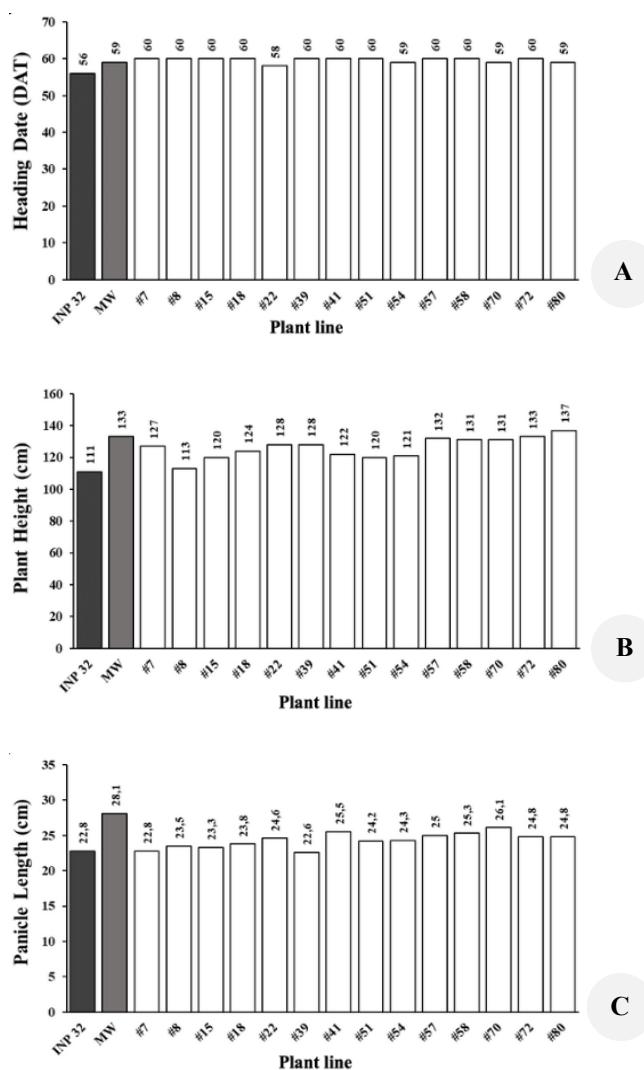 Heading Date (DAT)
70
60
50
40
30
20
10
0
56 59 60 60 60 60 58 60 60 60 59 60 60 59 60 59
INP 32 MW #7 #8 #15 #18 #22 #39 #41 #51 #54 #57 #58 #70 #72 #80
Plant line
A
Plant Height (cm)
160
140
120
100
80
60
40
20
0
111 133 127 113 120 124 128 128 122 120 121 132 131 131 133 137
INP 32 MW #7 #8 #15 #18 #22 #39 #41 #51 #54 #57 #58 #70 #72 #80
Plant line
B
Panicle Length (cm)
35
30
25
20
15
10
5
0
22,8 28,1 22,8 23,5 23,3 23,8 24,6 22,6 25,5 24,2 24,3 25 25,3 26,1 24,8 24,8
INP 32 MW #7 #8 #15 #18 #22 #39 #41 #51 #54 #57 #58 #70 #72 #80
Plant line
C